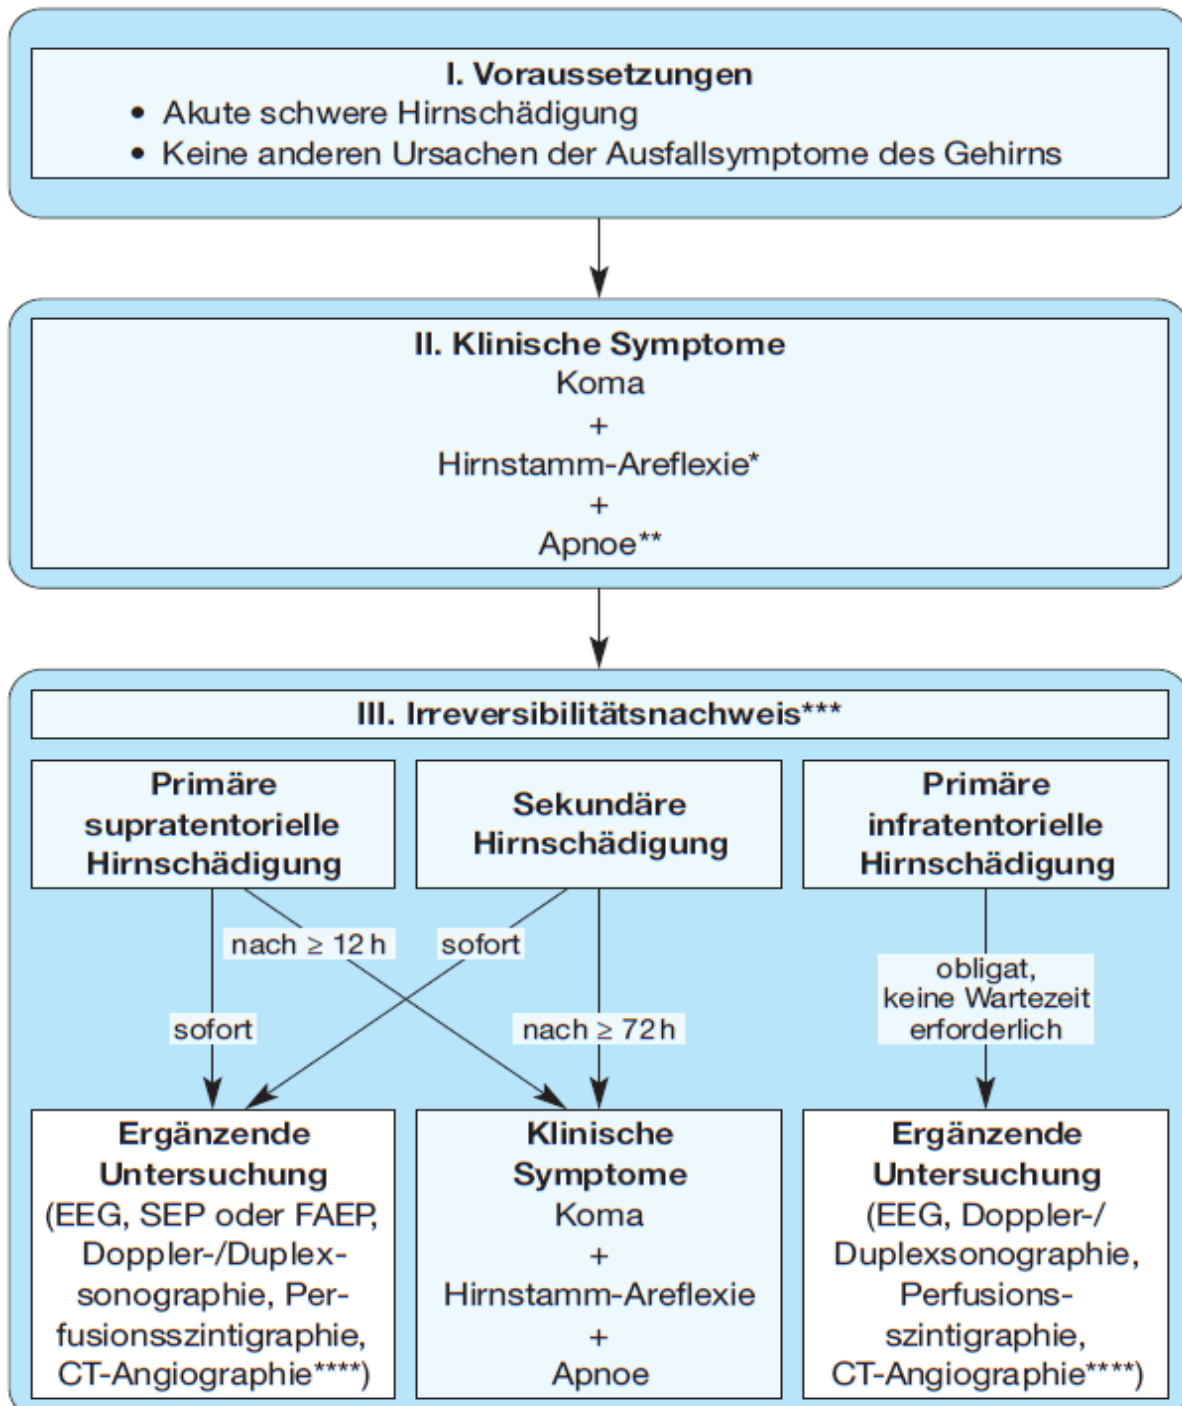 I. Voraussetzungen
• Akute schwere Hirnschädigung
• Keine anderen Ursachen der Ausfallsymptome des Gehirns
II. Klinische Symptome
Koma
+
Hirnstamm-Areflexie*
+
Apnoe**
III. Irreversibilitätsnachweis***
Primäre
supratentorielle
Hirnschädigung
Sekundäre
Hirnschädigung
Primäre
infratentorielle
Hirnschädigung
nach ≥ 12 h
sofort
sofort
nach ≥ 72 h
obligat,
keine Wartezeit
erforderlich
Ergänzende
Untersuchung
(EEG, SEP oder FAEP,
Doppler-/Duplex-
sonographie, Per-
fusionsszintigraphie,
CT-Angiographie****)
Klinische
Symptome
Koma
+
Hirnstamm-Areflexie
+
Apnoe
Ergänzende
Untersuchung
(EEG, Doppler-/
Duplexsonographie,
Perfusions-
szintigraphie,
CT-Angiographie****)